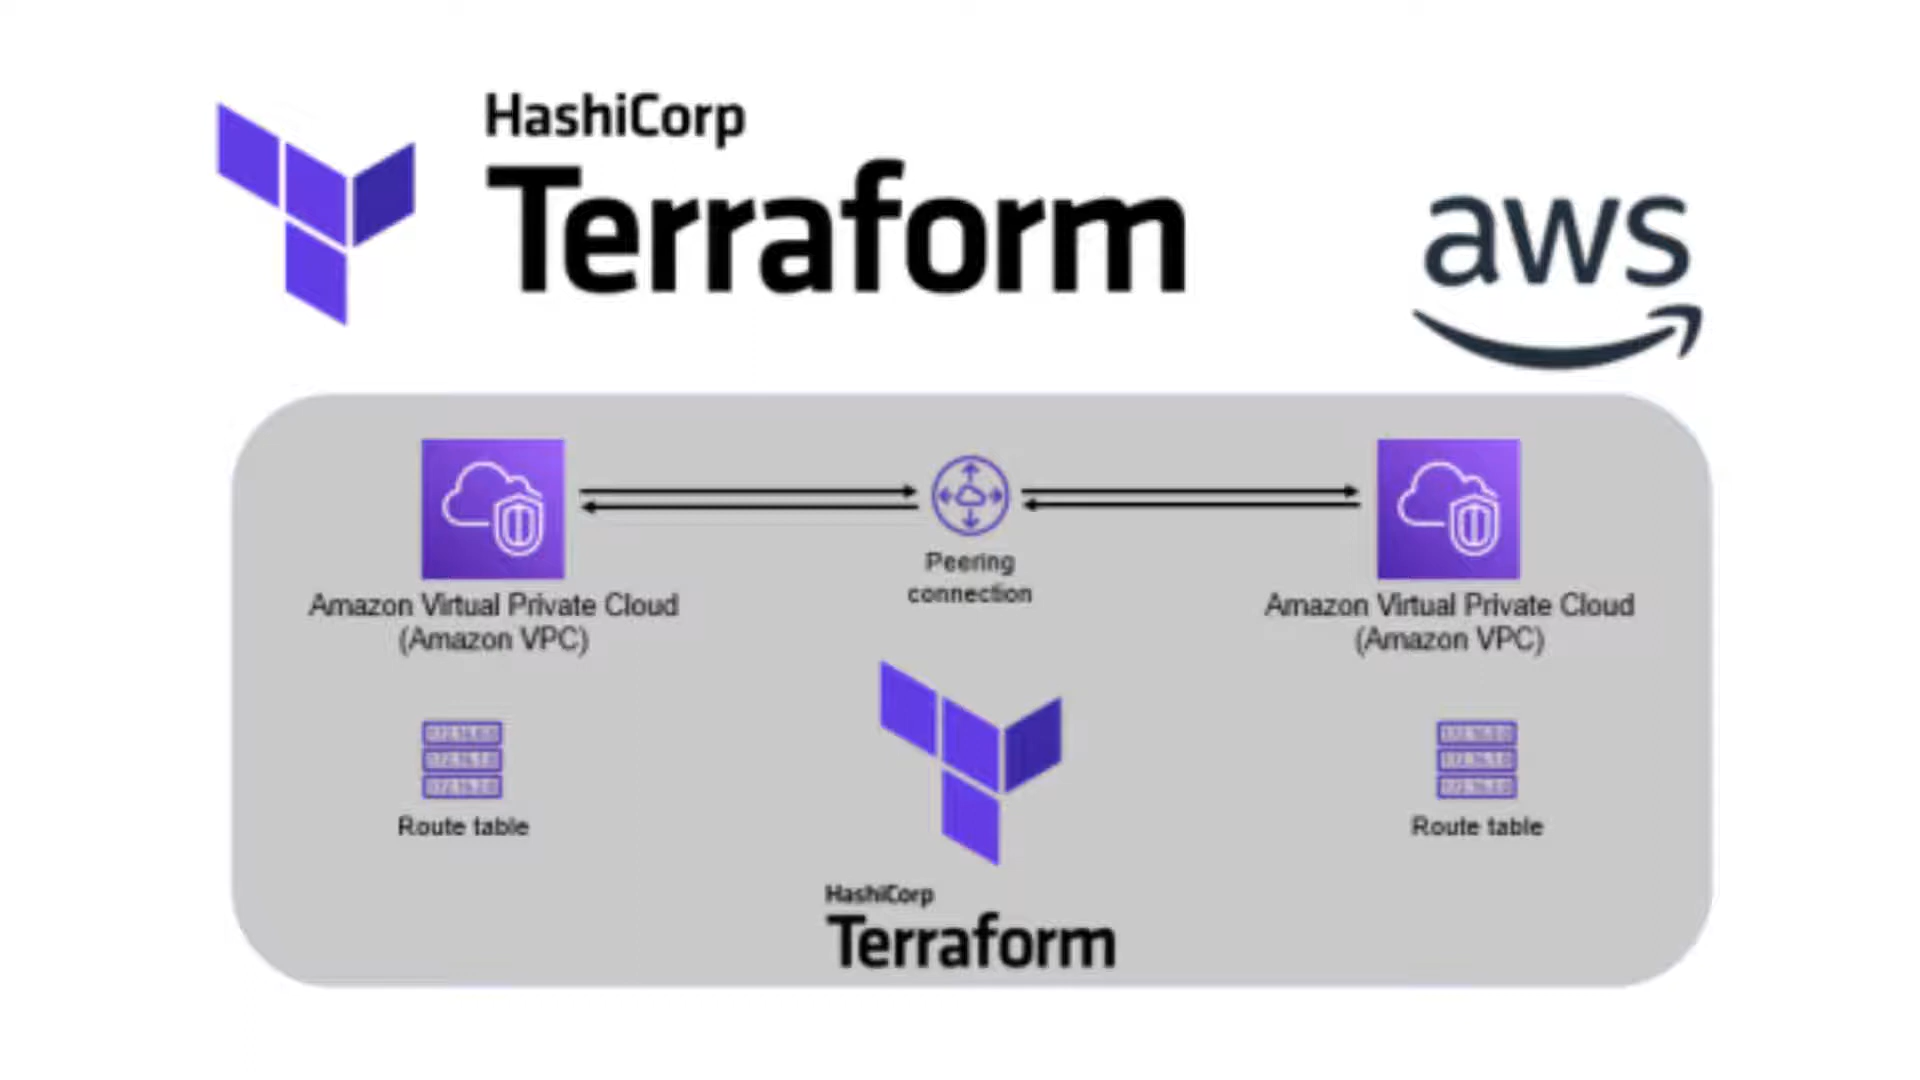 HashiCorp
Terraform
aws
Peering
connection
Amazon Virtual Private Cloud
(Amazon VPC)
Amazon Virtual Private Cloud
(Amazon VPC)
Route table
Route table
HashiCorp
Terraform